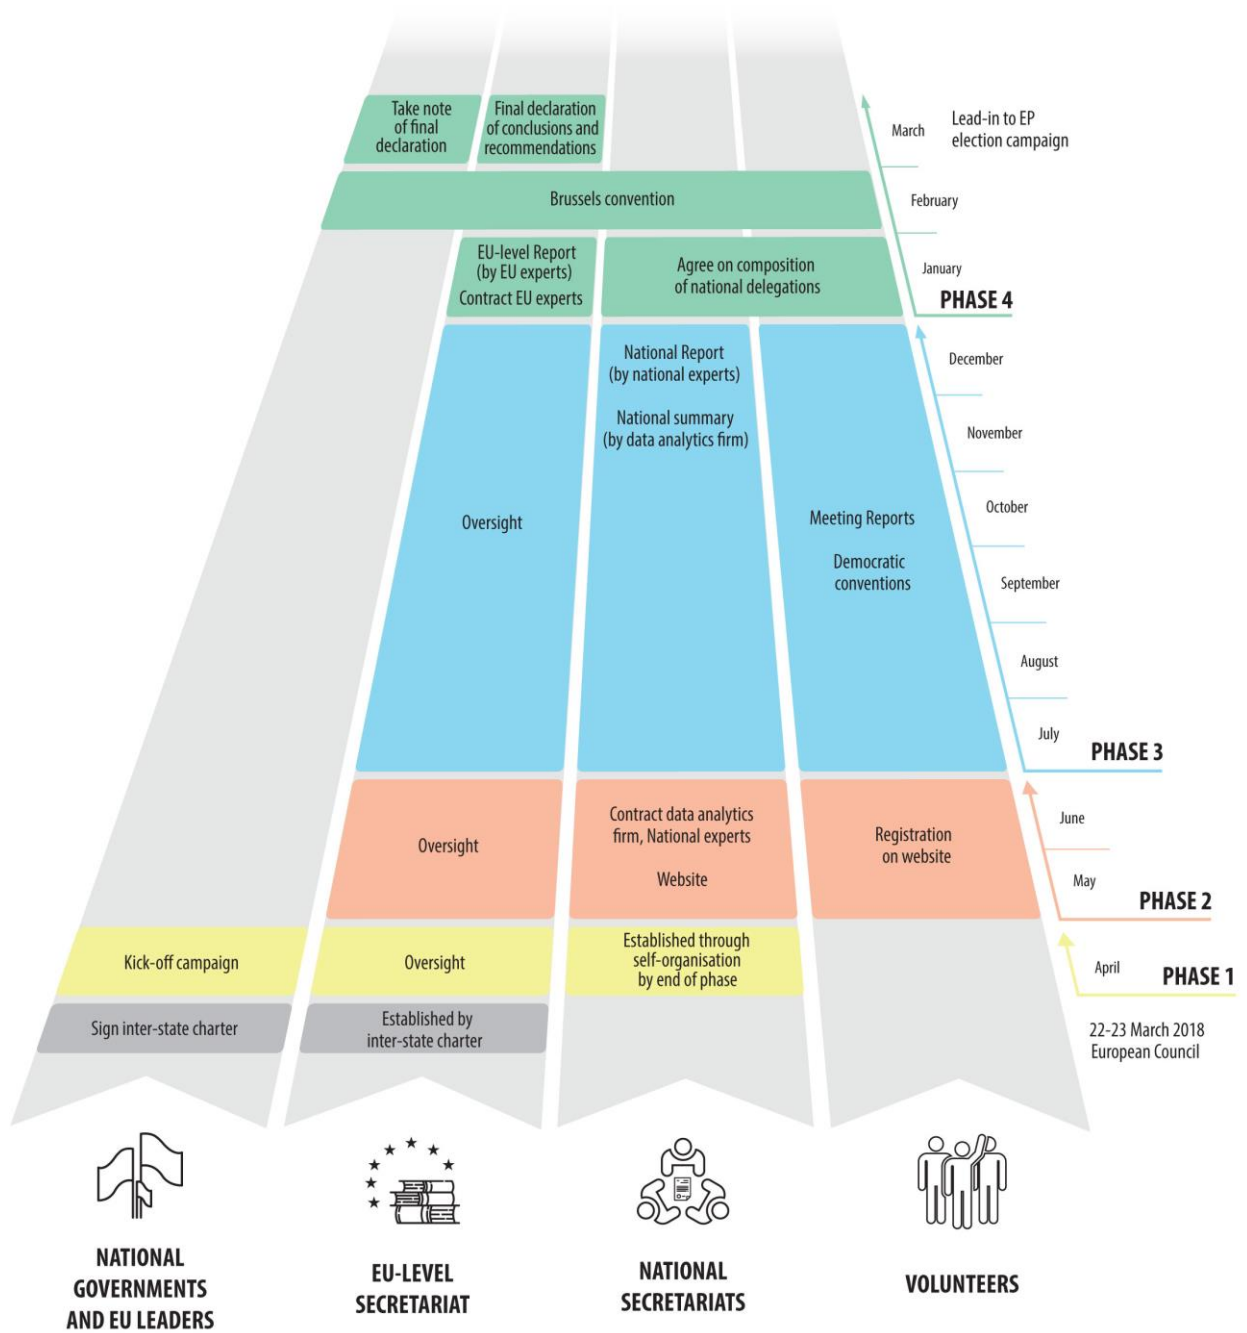 Take note
of final
declaration
Final declaration
of conclusions and
recommendations
March
Lead-in to EP
election campaign
Brussels convention
February
EU-level Report
(by EU experts)
Contract EU experts
Agree on composition
of national delegations
January
PHASE 4
National Report
(by national experts)
National summary
(by data analytics firm)
December
November
Oversight
Meeting Reports
Democratic
conventions
October
September
August
July
PHASE 3
Oversight
Contract data analytics
firm, National experts
Website
Registration
on website
June
May
PHASE 2
Kick-off campaign
Oversight
Established through
self-organisation
by end of phase
April
PHASE 1
Sign inter-state charter
Established by
inter-state charter
22-23 March 2018
European Council
NATIONAL
GOVERNMENTS
AND EU LEADERS
EU-LEVEL
SECRETARIAT
NATIONAL
SECRETARIATS
VOLUNTEERS